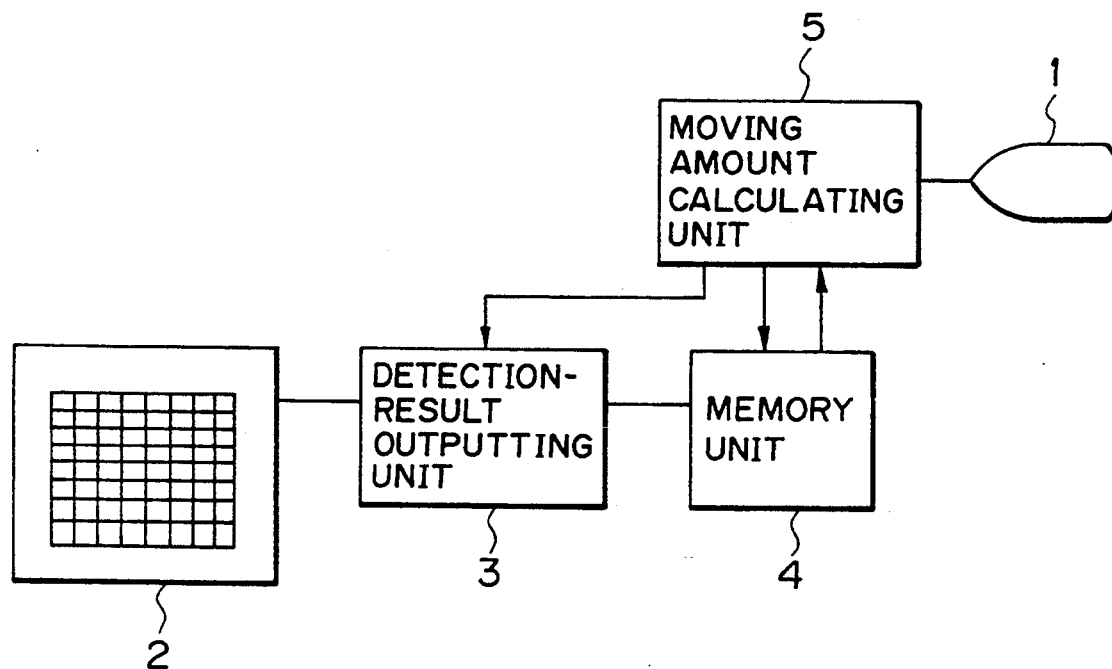 5
1
MOVING
AMOUNT
CALCULATING
UNIT
DETECTION-
RESULT
OUTPUTTING
UNIT
MEMORY
UNIT
3
4
2